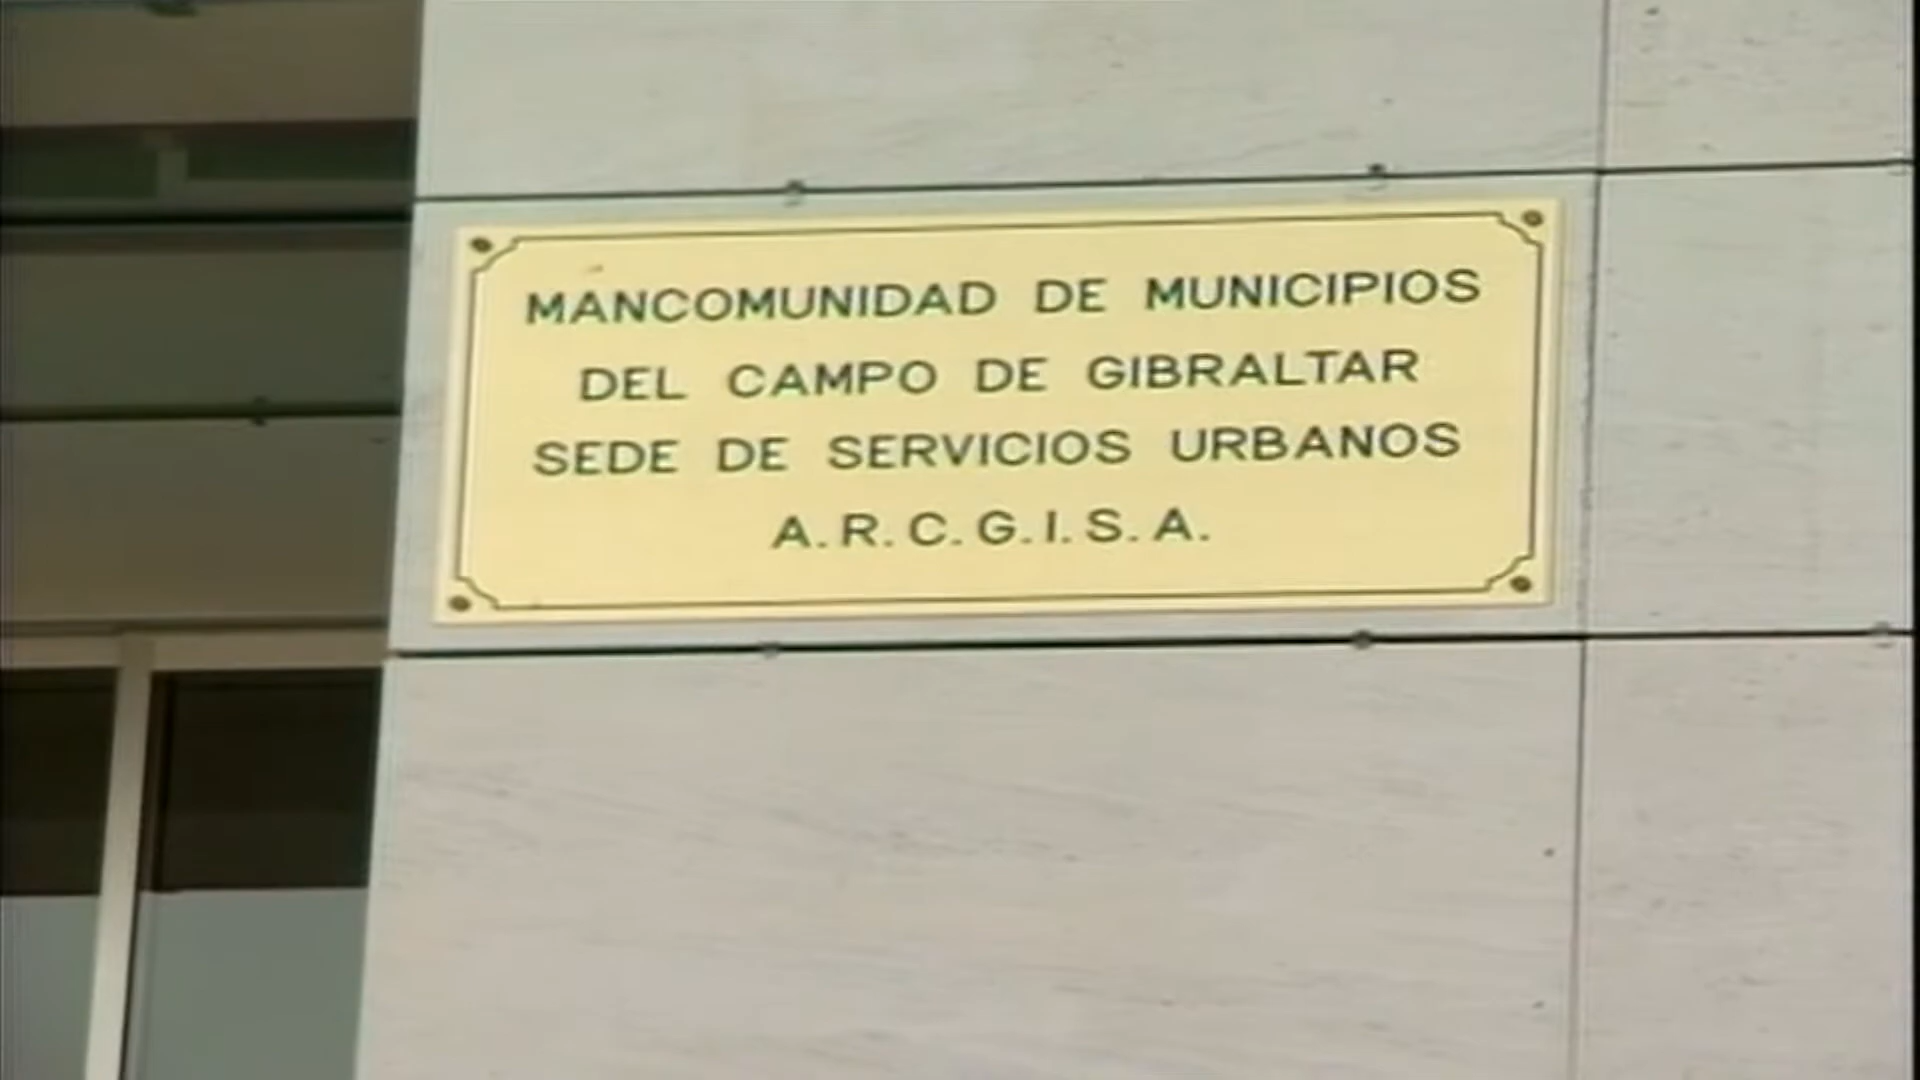 MANCOMUNIDAD DE MUNICIPIOS
DEL CAMPO DE GIBRALTAR
SEDE DE SERVICIOS URBANOS
A.R.C.G.I.S.A.